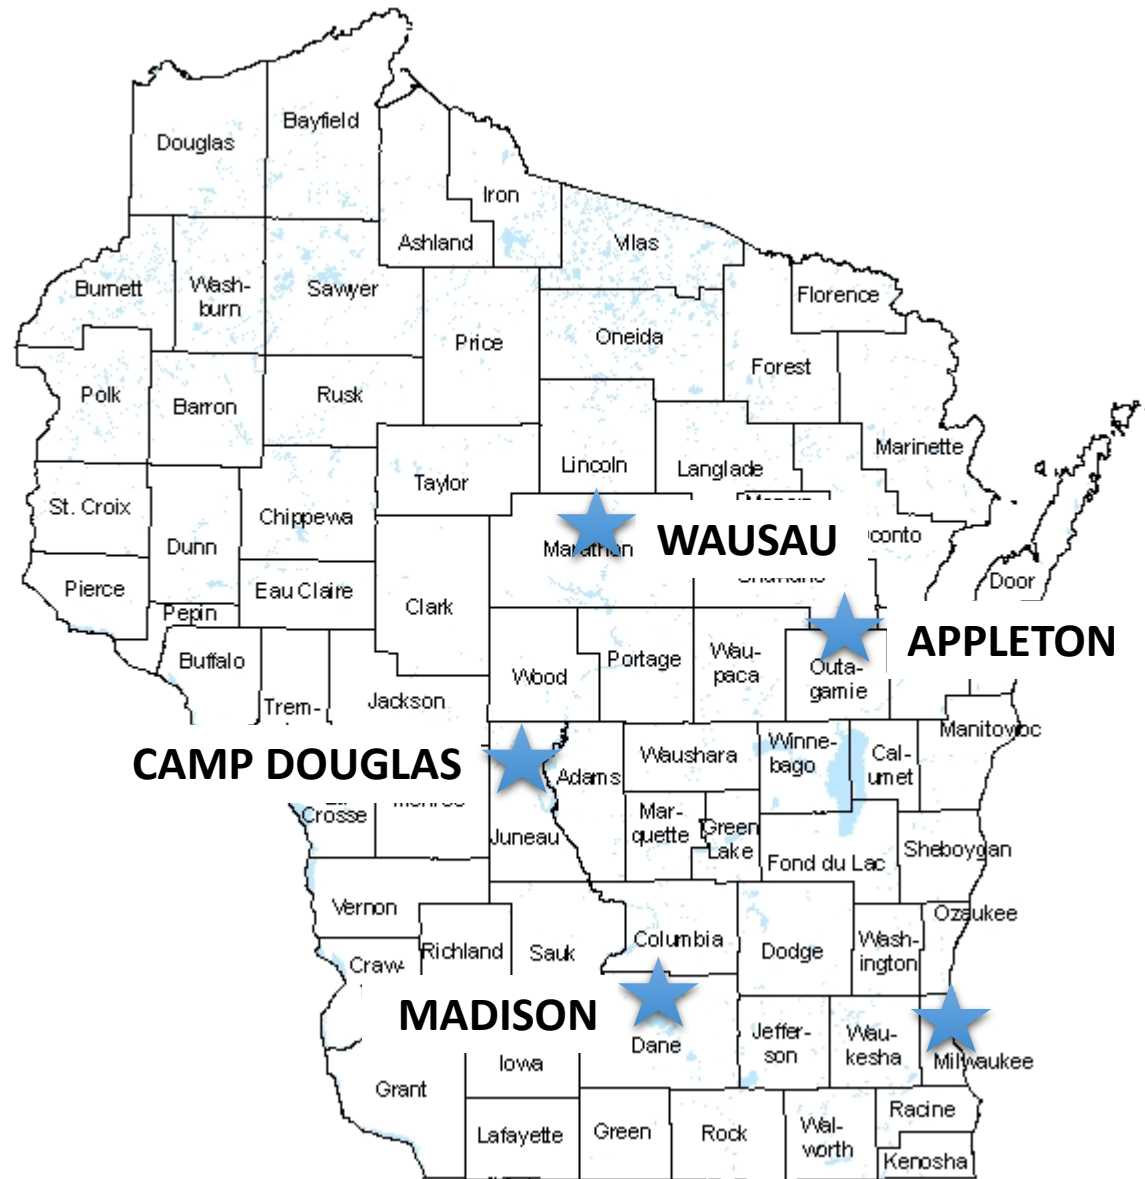 Bayfield
Douglas
Iron
Ashland
Vilas
Burnett
Wash-
burn
Sawyer
Florence
Price
Oneida
Forest
Polk
Barron
Rusk
Marinette
Taylor
Lincoln
Langlade
St. Croix
Chippewa
Dunn
Marathon
WAUSAU
conto
Pierce
Eau Claire
Door
Pepin
Clark
APPLETON
Buffalo
Wood
Portage
Wau-
paca
Outa-
gamie
Trem-
Jackson
Manitowoc
CAMP DOUGLAS
Adams
Waushara
Winne-
bago
Cal-
umet
Crosse
Juneau
Mar-
quette
Green
Lake
Fond du Lac
Sheboygan
Vernon
Ozaukee
Richland
Sauk
Columbia
Dodge
Wash-
ington
Craw-
MADISON
Dane
Jeffer-
son
Wau-
kesha
Milwaukee
Iowa
Grant
Racine
Lafayette
Green
Rock
Wal-
worth
Kenosha